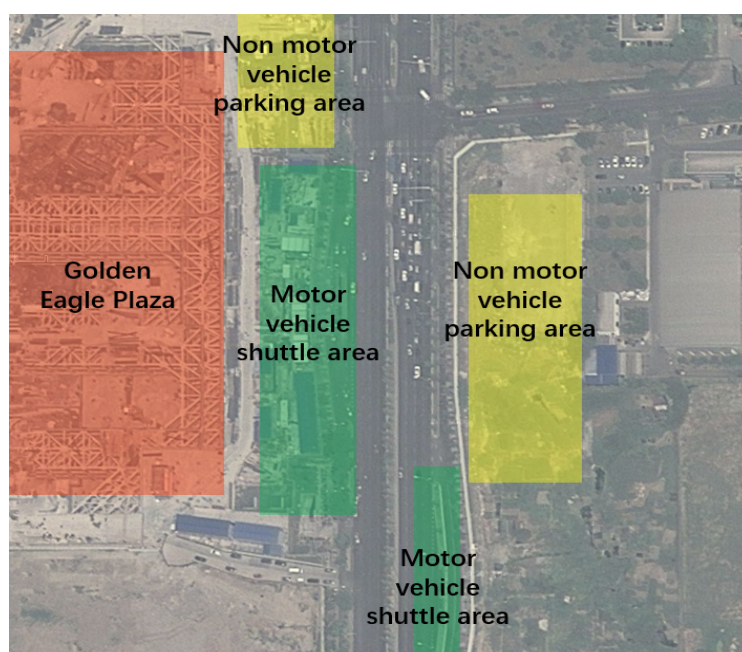 Non motor
vehicle
parking area
Golden
Eagle Plaza
Motor
vehicle
shuttle area
Non motor
vehicle
parking area
Motor
vehicle
shuttle area